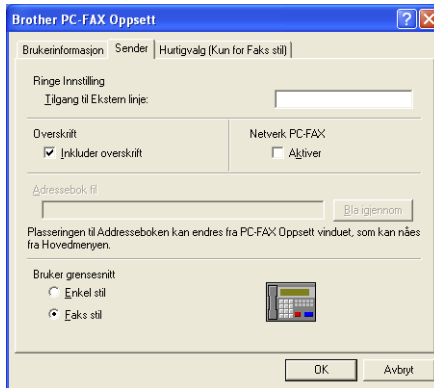 Brother PC-FAX Oppsett
Brukerinformasjon Sender Hurtigvalg (Kun for Faks stil)
Ringe Innstilling
Tilgang til Ekstern linje:
Overskrift Netverk PC-FAX
Inkluder overskrift Aktiver
Adressebok fil
Bla igjennom
Plasseringen til Addresseboken kan endres fra PC-FAX Oppsett vinduet, som kan nåes
fra Hovedmenyen.
Bruker grensesnitt
Enkel stil
Faks stil
OK Avbryt